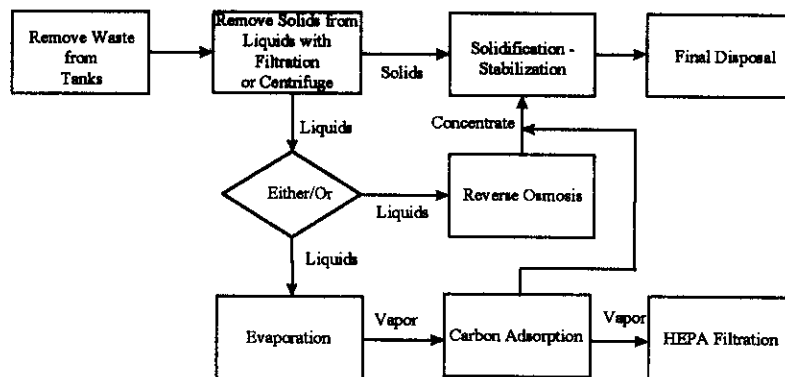 Remove Waste
from
Tanks
Remove Solids from
Liquids with
Filtration
or Centrifuge
Solids
Solidification -
Stabilization
Final Disposal
Liquids
Concentrate
Either/Or
Liquids
Reverse Osmosis
Liquids
Evaporation
Vapor
Carbon Adsorption
Vapor
HEPA Filtration